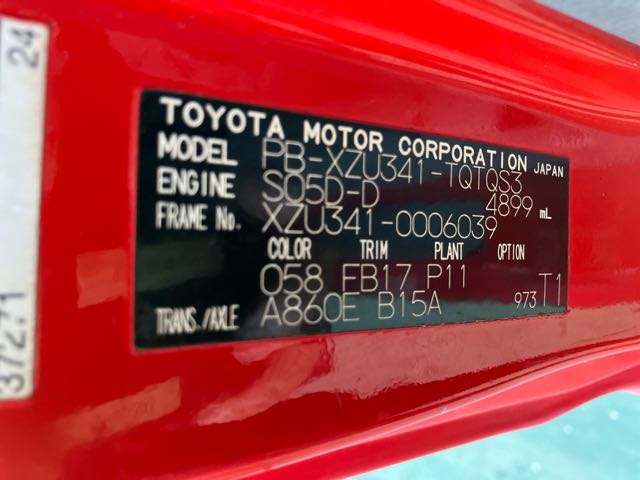 TOYOTA MOTOR CORPORATION JAPAN
MODEL PB-XZU341-TQTQS3
ENGINE S05D-D 4899 mL
FRAME No. XZU341-0006039
COLOR TRIM PLANT OPTION
058 FB17 P11
TRANS./AXLE A860E B15A 973 T1
37271 24